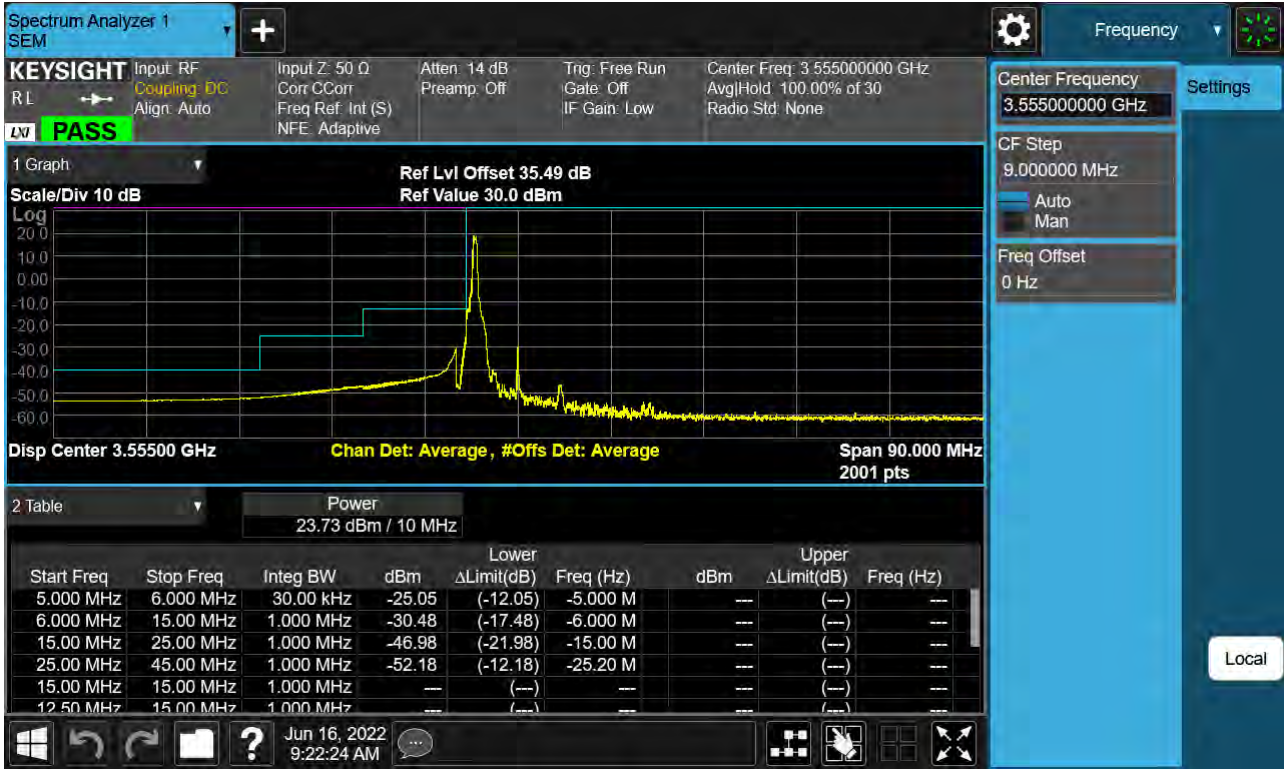 Spectrum Analyzer 1
SEM
+
Frequency
KEYSIGHT
Input: RF
Coupling: DC
Align: Auto
Input Z: 50 Ω
Corr CCorr
Freq Ref: Int (S)
NFE: Adaptive
Atten: 14 dB
Preamp: Off
Trig: Free Run
Gate: Off
IF Gain: Low
Center Freq: 3.555000000 GHz
Avg|Hold: 100.00% of 30
Radio Std: None
R L
LXI PASS
Center Frequency
3.555000000 GHz
Settings
CF Step
9.000000 MHz
Auto
Man
Freq Offset
0 Hz
Local
1 Graph
Scale/Div 10 dB
Ref Lvl Offset 35.49 dB
Ref Value 30.0 dBm
Log
20.0
10.0
0.00
-10.0
-20.0
-30.0
-40.0
-50.0
-60.0
Disp Center 3.55500 GHz
Chan Det: Average, #Offs Det: Average
Span 90.000 MHz
2001 pts
2 Table
Power
23.73 dBm / 10 MHz
Lower Upper
Start Freq Stop Freq Integ BW dBm ΔLimit(dB) Freq (Hz) dBm ΔLimit(dB) Freq (Hz)
5.000 MHz 6.000 MHz 30.00 kHz -25.05 (-12.05) -5.000 M --- (---) ---
6.000 MHz 15.00 MHz 1.000 MHz -30.48 (-17.48) -6.000 M --- (---) ---
15.00 MHz 25.00 MHz 1.000 MHz -46.98 (-21.98) -15.00 M --- (---) ---
25.00 MHz 45.00 MHz 1.000 MHz -52.18 (-12.18) -25.20 M --- (---) ---
15.00 MHz 15.00 MHz 1.000 MHz --- (---) --- --- (---) ---
12.50 MHz 15.00 MHz 1.000 MHz --- (---) --- --- (---) ---
?
Jun 16, 2022
9:22:24 AM